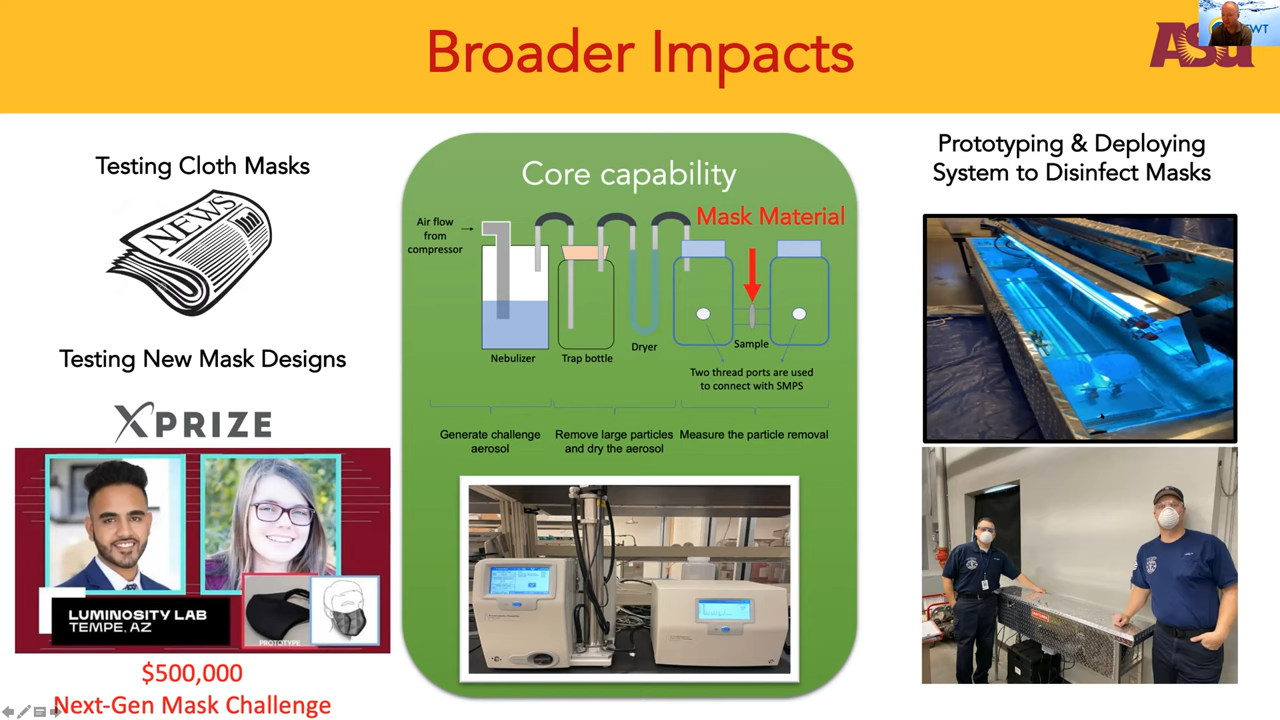 Broader Impacts
ASU
EWT
Testing Cloth Masks
NEWS
Testing New Mask Designs
XPRIZE
LUMINOSITY LAB
TEMPE, AZ
PROTOTYPE
$500,000
Next-Gen Mask Challenge
Core capability
Mask Material
Air flow
from
compressor
Nebulizer
Trap bottle
Dryer
Sample
Two thread ports are used
to connect with SMPS
Generate challenge
aerosol
Remove large particles
and dry the aerosol
Measure the particle removal
Prototyping & Deploying
System to Disinfect Masks